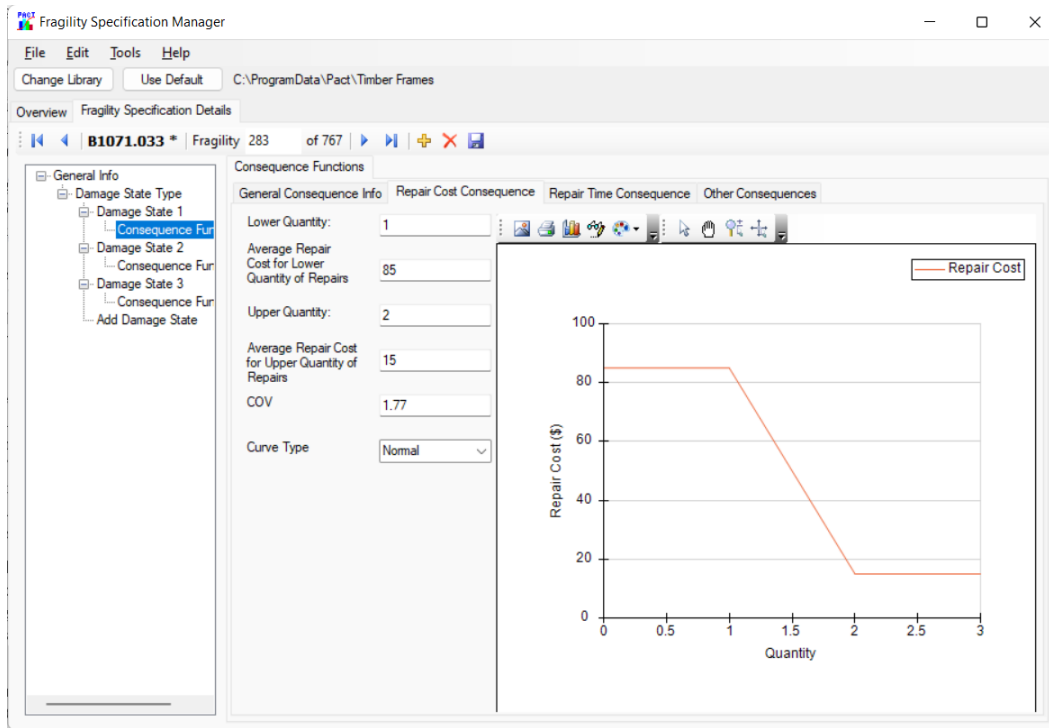 PACT
Fragility Specification Manager
File Edit Tools Help
Change Library Use Default C:\ProgramData\Pact\Timber Frames
Overview Fragility Specification Details
B1071.033 * Fragility 283 of 767
General Info
Damage State Type
Damage State 1
Consequence Fur
Damage State 2
Consequence Fur
Damage State 3
Consequence Fur
Add Damage State
Consequence Functions
General Consequence Info Repair Cost Consequence Repair Time Consequence Other Consequences
Lower Quantity: 1
Average Repair
Cost for Lower
Quantity of Repairs
85
Upper Quantity: 2
Average Repair Cost
for Upper Quantity of
Repairs
15
COV 1.77
Curve Type Normal
Repair Cost
100
80
60
40
20
0
Repair Cost ($)
0 0.5 1 1.5 2 2.5 3
Quantity